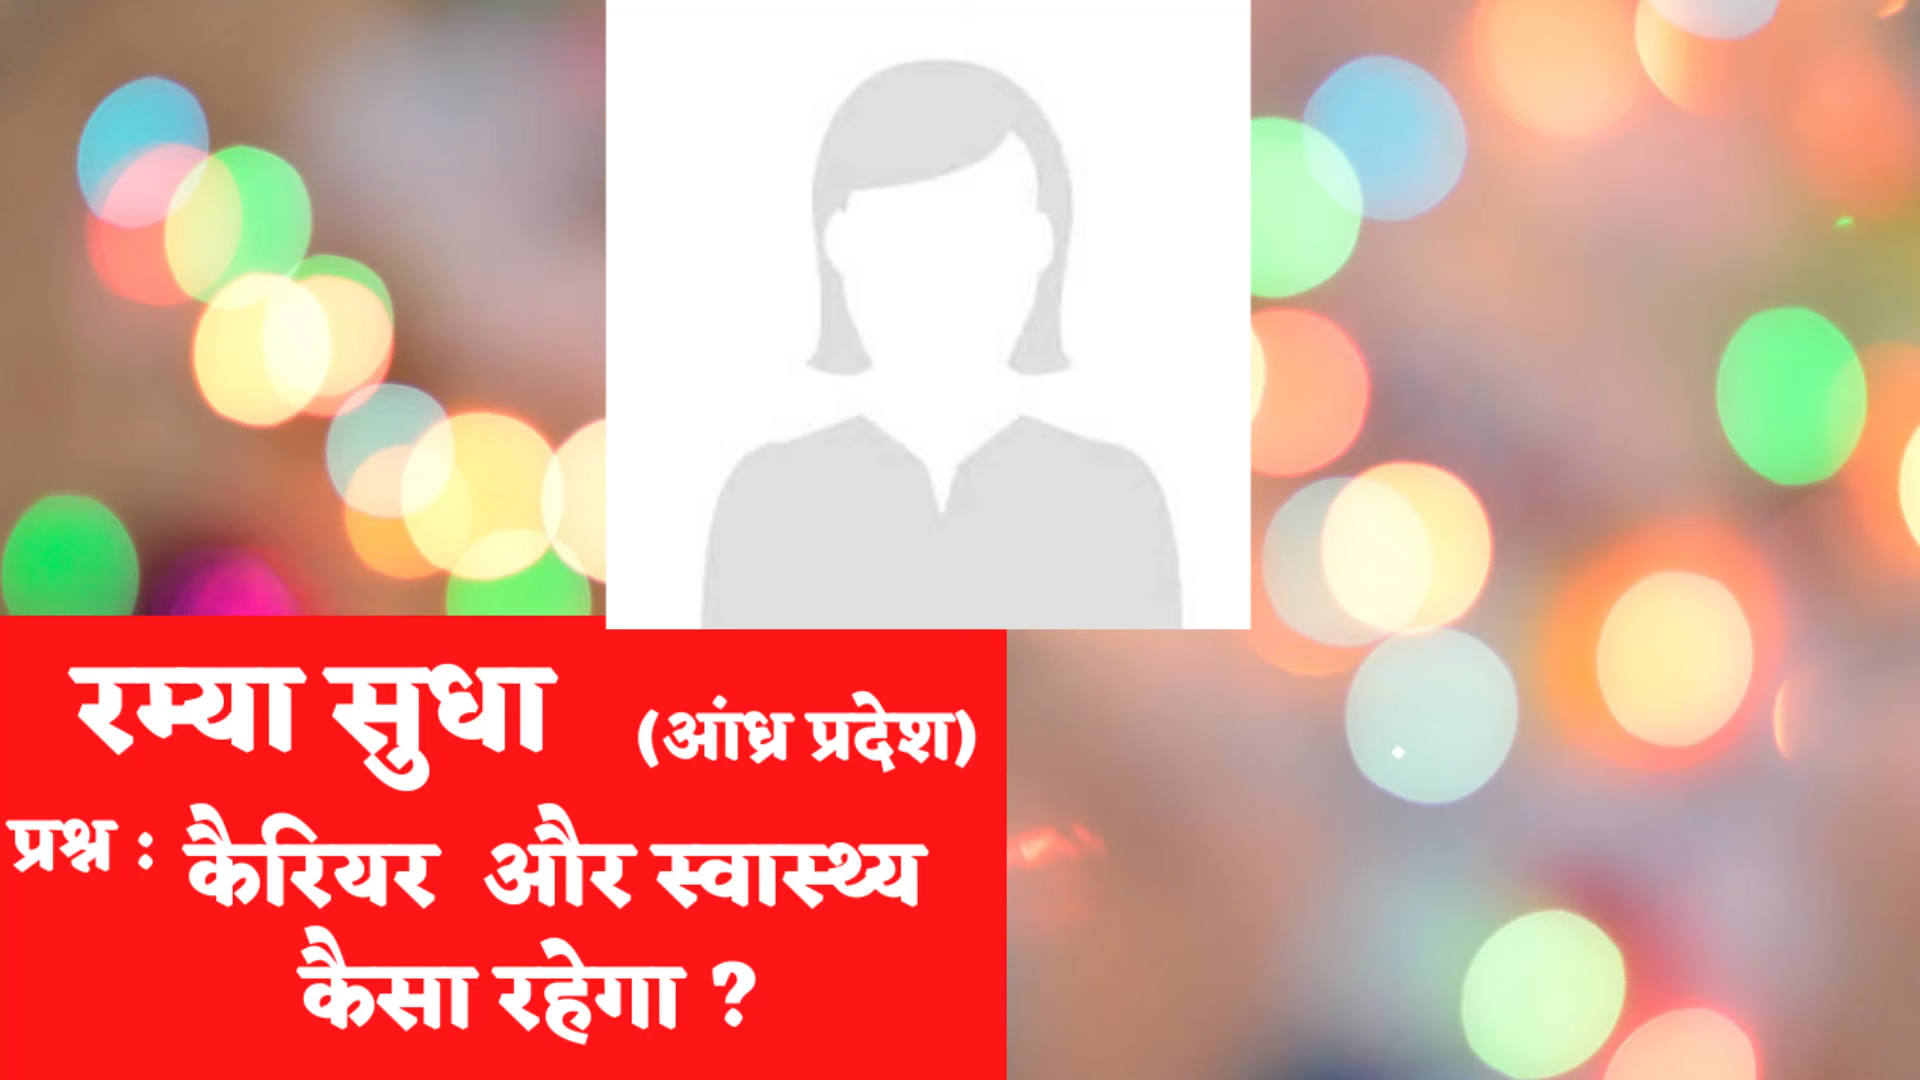 रम्या सुधा (आंध्र प्रदेश)
प्रश्न : कैरियर और स्वास्थ्य
कैसा रहेगा ?